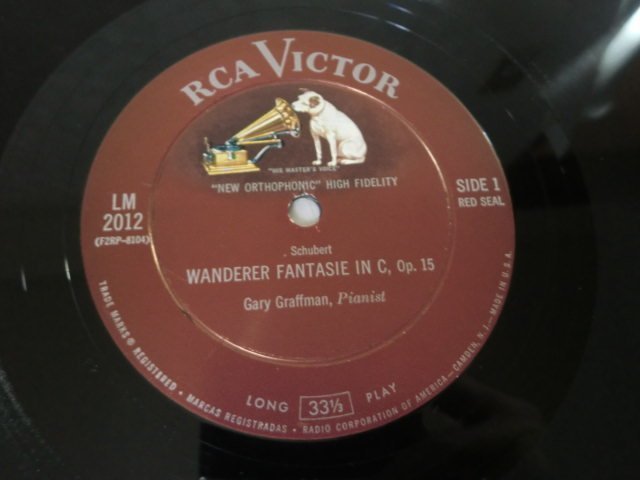 RCA VICTOR
"HIS MASTER'S VOICE"
"NEW ORTHOPHONIC" HIGH FIDELITY
LM
2012
(F2RP-8104)
SIDE 1
RED SEAL
Schubert
WANDERER FANTASIE IN C, Op. 15
Gary Graffman, Pianist
LONG 33⅓ PLAY
TRADE MARKS ® REGISTERED • MARCAS REGISTRADAS • RADIO CORPORATION OF AMERICA—CAMDEN, N. J.—MADE IN U.S.A.